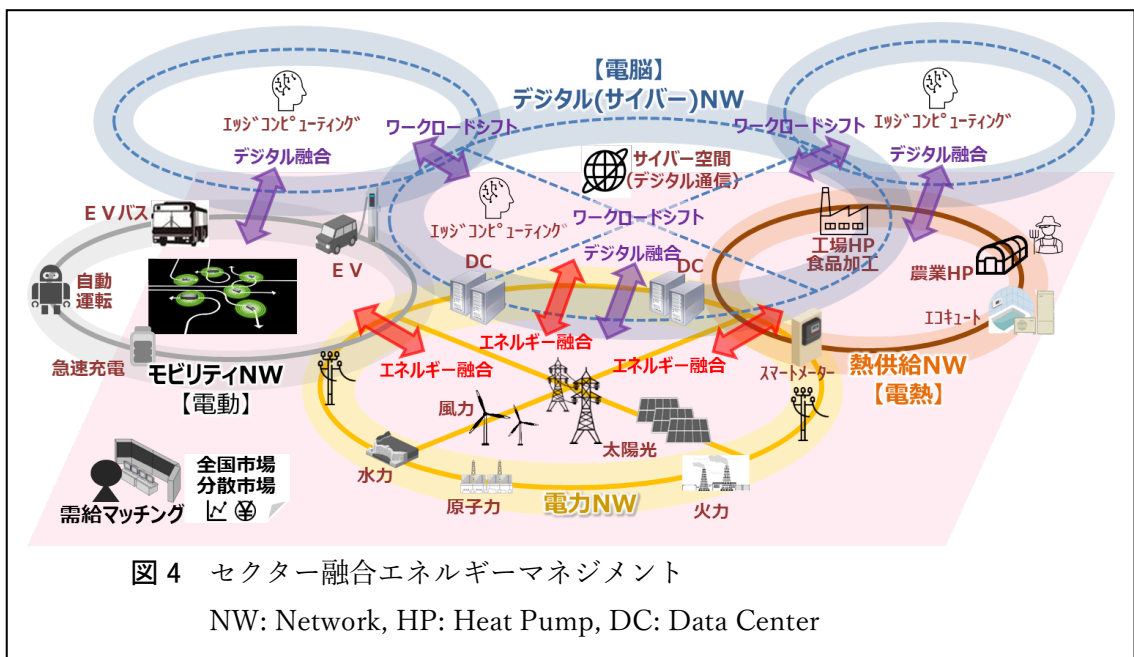 【電脳】
デジタル(サイバー)NW
エッジコンピューティング
ワークロードシフト
デジタル融合
ワークロードシフト
エッジコンピューティング
デジタル融合
サイバー空間
(デジタル通信)
エッジコンピューティング
ワークロードシフト
デジタル融合
EVバス
EV
自動
運転
急速充電
モビリティNW
【電動】
DC
DC
工場HP
食品加工
農業HP
エコキュート
スマートメーター
熱供給NW
【電熱】
エネルギー融合
エネルギー融合
エネルギー融合
風力
太陽光
水力
原子力
電力NW
火力
需給マッチング
全国市場
分散市場
¥
図4 セクター融合エネルギーマネジメント
NW: Network, HP: Heat Pump, DC: Data Center